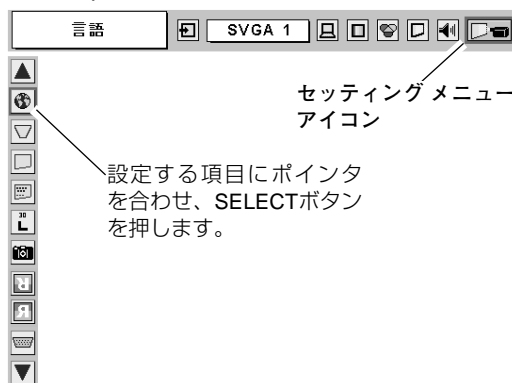 言語
SVGA 1
セッティング メニュー
アイコン
設定する項目にポインタ
を合わせ、SELECTボタン
を押します。
30
L
R
R